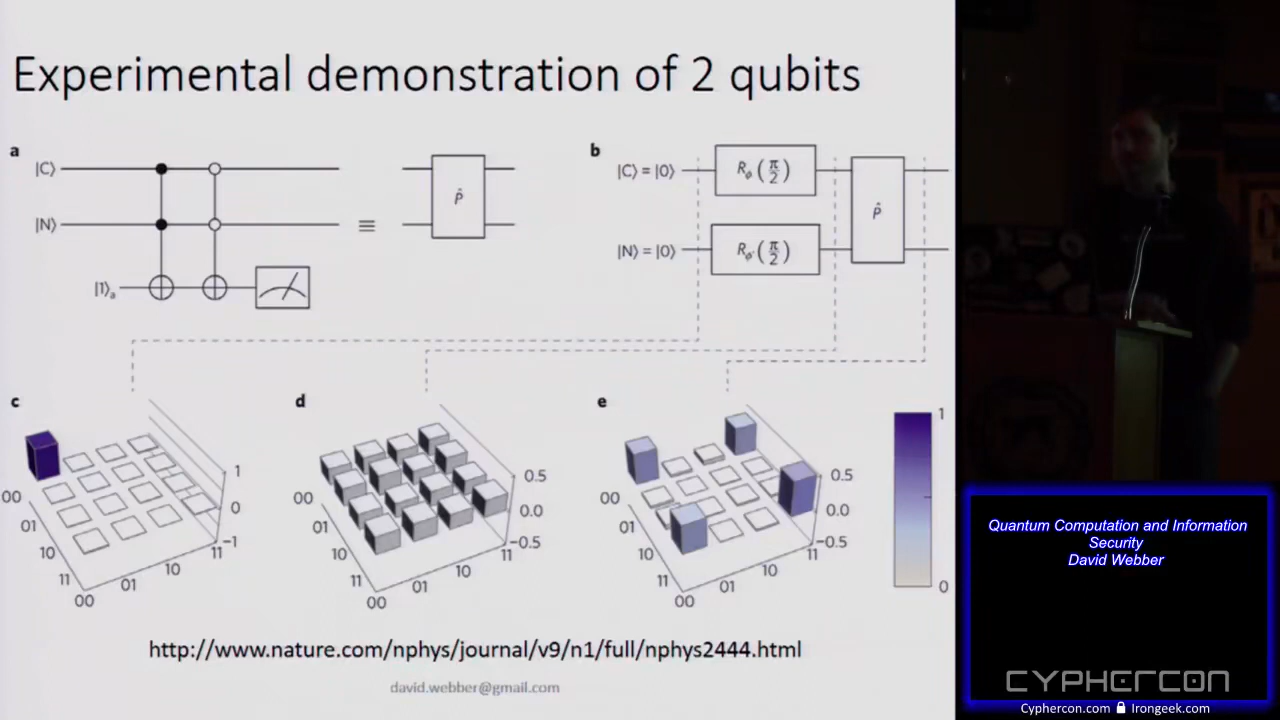 Experimental demonstration of 2 qubits
a
|C⟩
|N⟩
|1⟩a
≡
P̂
b
|C⟩ = |0⟩
Rϕ(π/2)
|N⟩ = |0⟩
Rϕ'(π/2)
P̂
c
1
0
−1
00
01
10
11
00
01
10
11
d
0.5
0.0
−0.5
00
01
10
11
00
01
10
11
e
0.5
0.0
−0.5
00
01
10
11
00
01
10
11
1
0
http://www.nature.com/nphys/journal/v9/n1/full/nphys2444.html
david.webber@gmail.com
Quantum Computation and Information
Security
David Webber
CYPHERCON
Cyphercon.com Irongeek.com